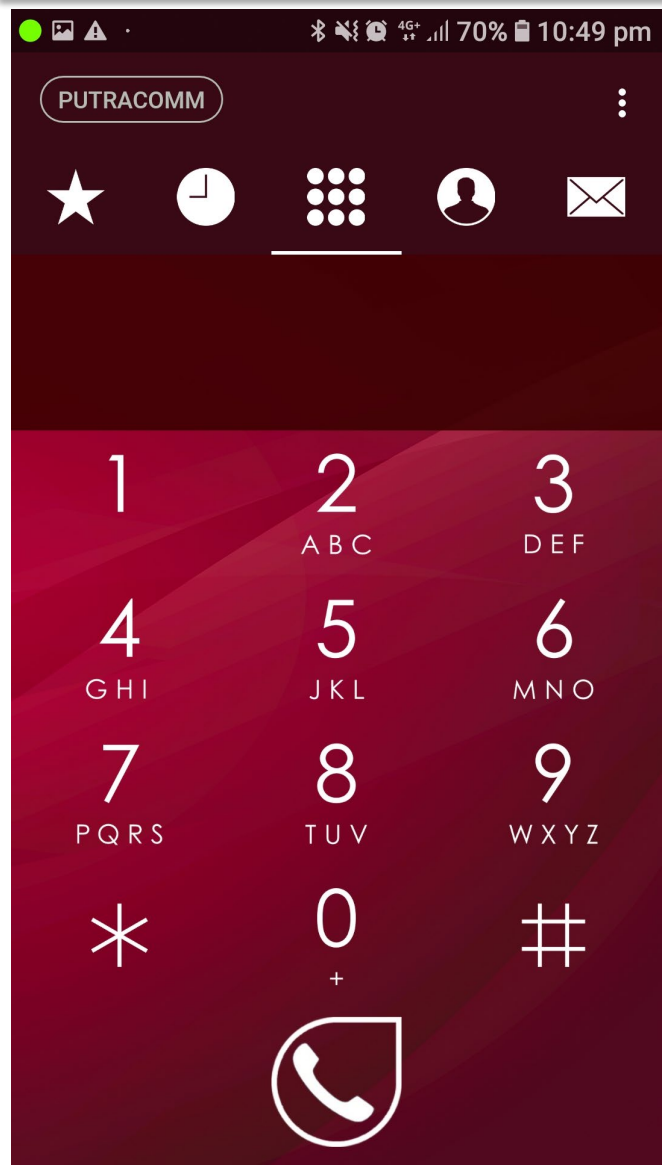 4G+ 70% 10:49 pm
PUTRACOMM
1 2 3
ABC DEF
4 5 6
GHI JKL MNO
7 8 9
PQRS TUV WXYZ
* 0 #
+